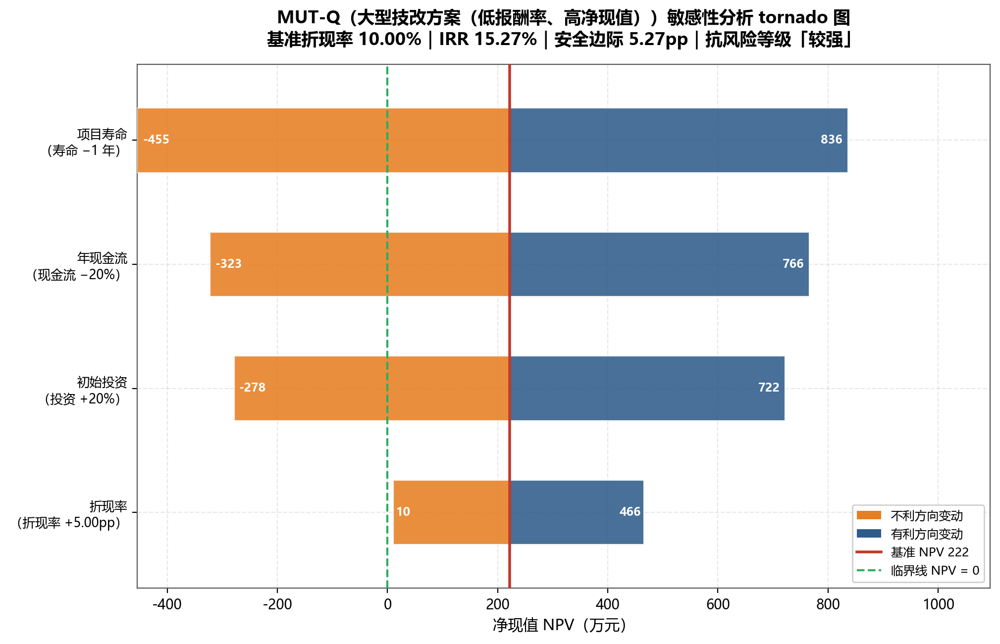 MUT-Q（大型技改方案（低报酬率、高净现值））敏感性分析 tornado 图
基准折现率 10.00%｜IRR 15.27%｜安全边际 5.27pp｜抗风险等级「较强」
项目寿命
（寿命 −1 年）
-455
836
年现金流
（现金流 −20%）
-323
766
初始投资
（投资 +20%）
-278
722
折现率
（折现率 +5.00pp）
10
466
不利方向变动
有利方向变动
基准 NPV 222
临界线 NPV = 0
-400
-200
0
200
400
600
800
1000
净现值 NPV（万元）